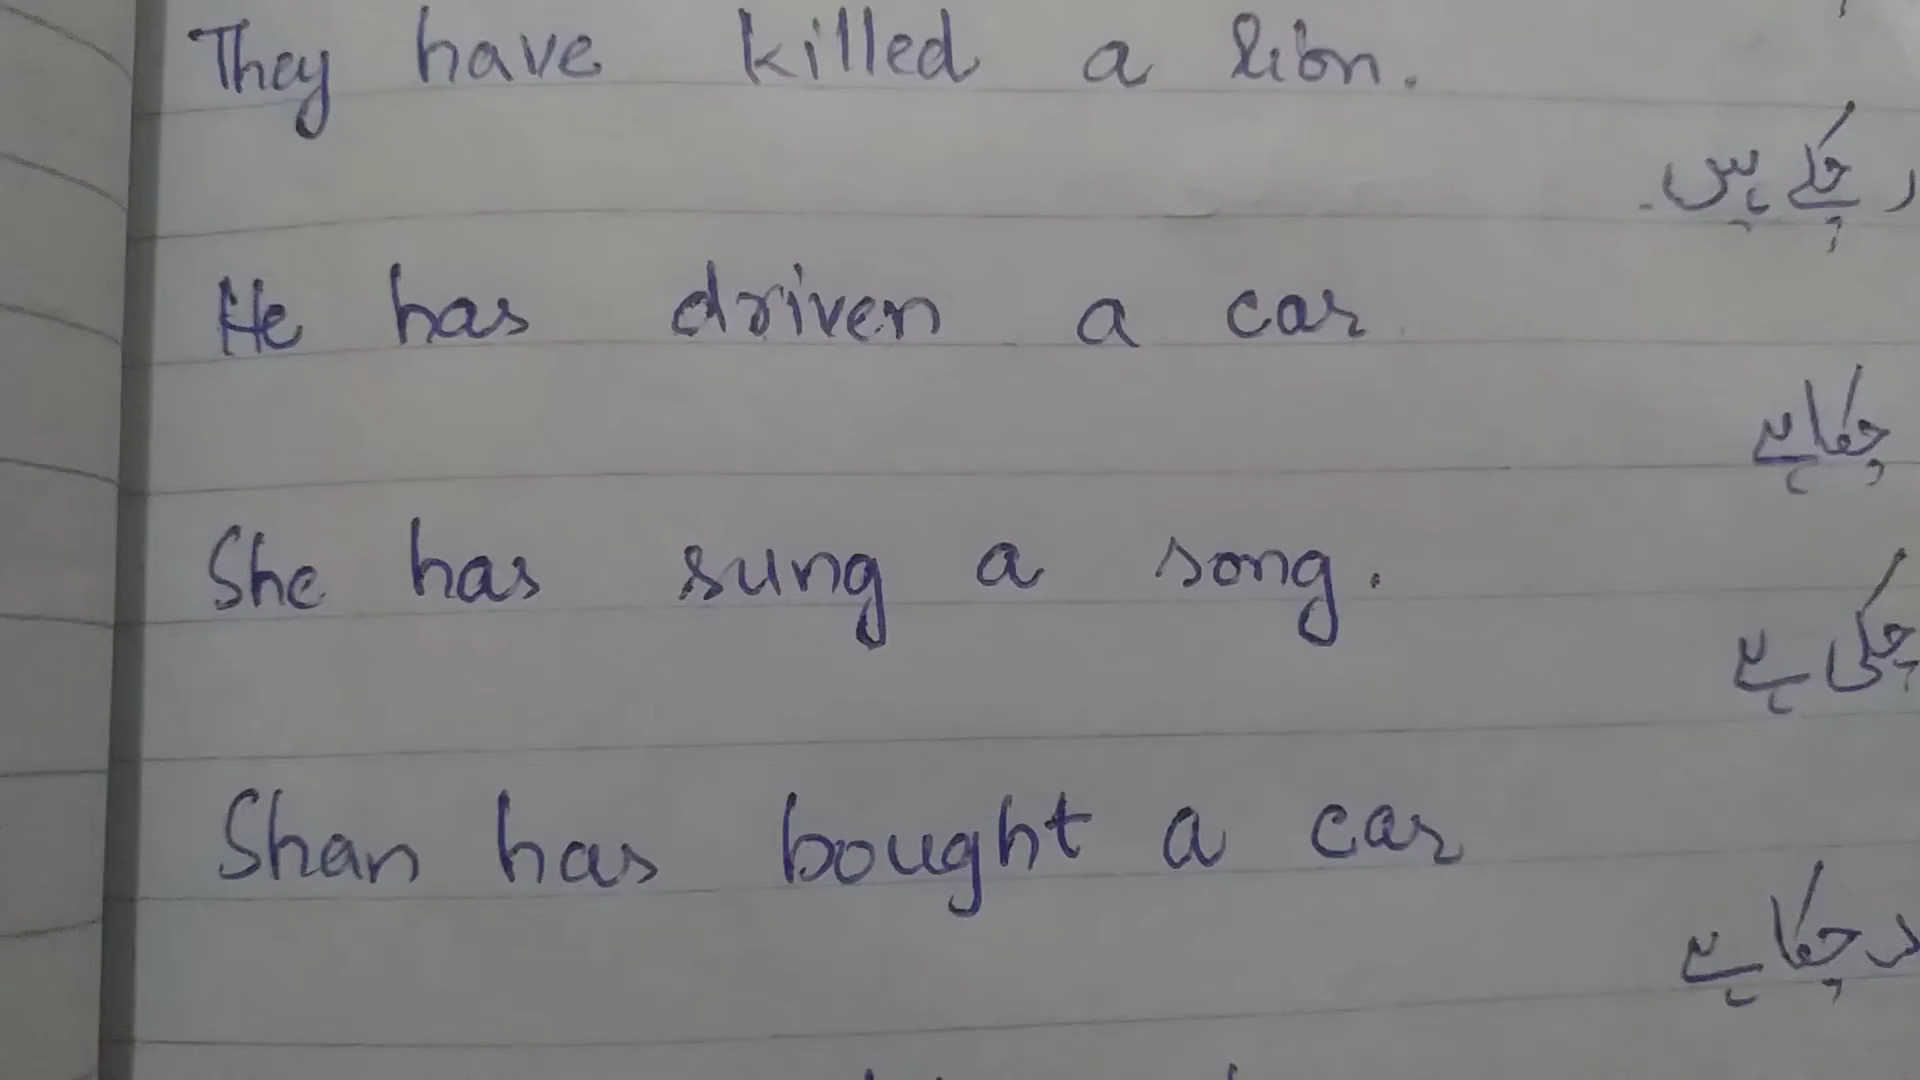 They have killed a lion.
چکے ہیں۔
He has driven a car
چکا ہے
She has sung a song.
چکی ہے
Shan has bought a car
چکا ہے